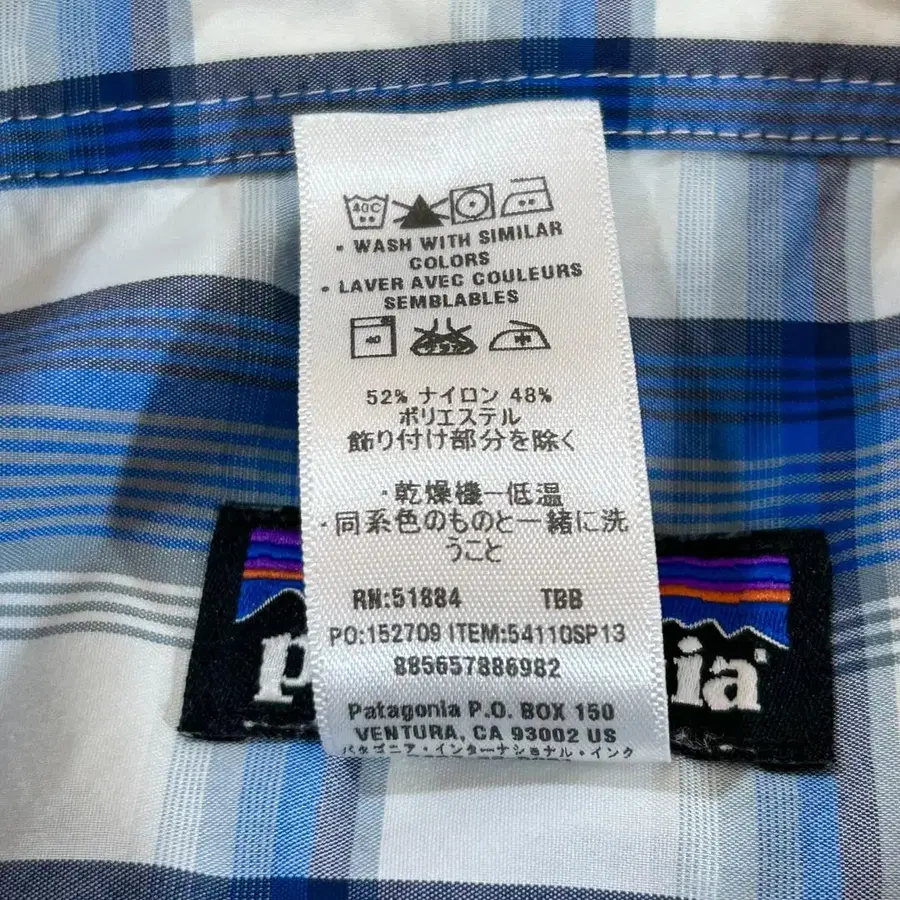 40C
• WASH WITH SIMILAR
COLORS
• LAVER AVEC COULEURS
SEMBLABLES
40
52% ナイロン 48%
ポリエステル
飾り付け部分を除く
・乾燥機一低温
・同系色のものと一緒に洗
うこと
RN:51884 TBB
PO:152709 ITEM:54110SP13
885657886982
Patagonia P.O. BOX 150
VENTURA, CA 93002 US
パタゴニア・インターナショナル・インク
p
ia